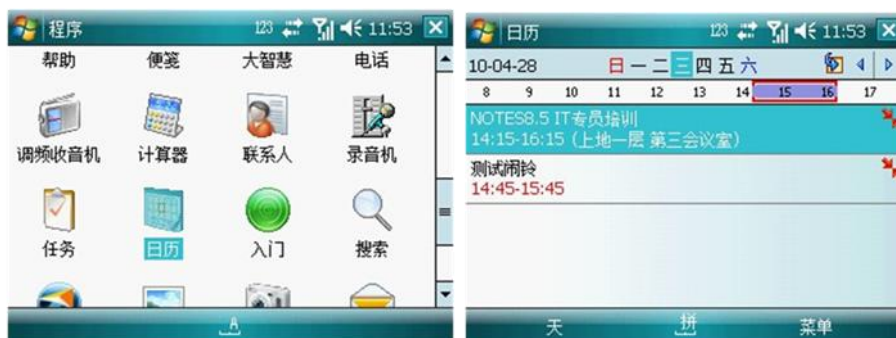 程序 123 11:53
帮助 便笺 大智慧 电话
调频收音机 计算器 联系人 录音机
任务 日历 入门 搜索
A
日历 123 11:53
10-04-28 日 一 二 三 四 五 六
8 9 10 11 12 13 14 15 16 17
NOTES8.5 IT专员培训
14:15-16:15 (上地一层 第三会议室)
测试闹铃
14:45-15:45
天 拼 菜单